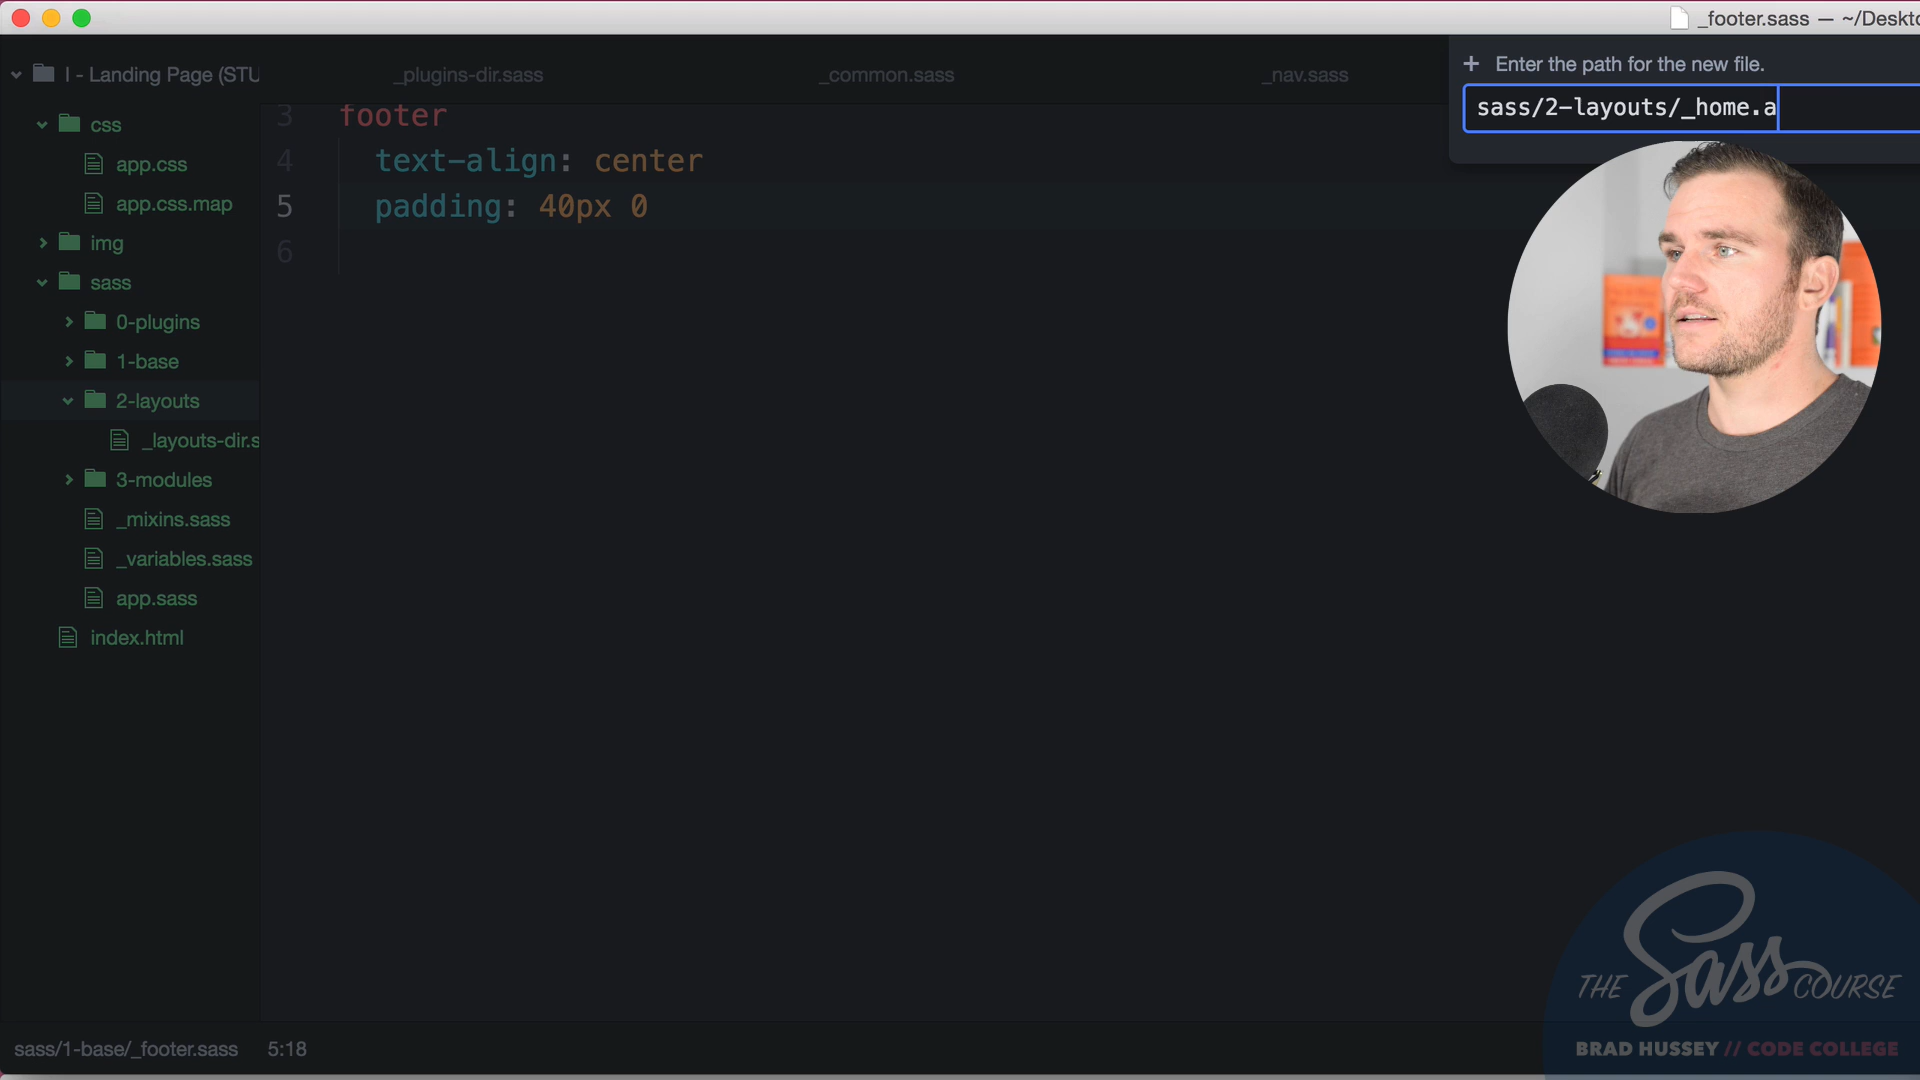 _footer.sass — ~/Deskto
I - Landing Page (STU
_plugins-dir.sass
_common.sass
_nav.sass
Enter the path for the new file.
sass/2-layouts/_home.a
css
app.css
app.css.map
img
sass
0-plugins
1-base
2-layouts
_layouts-dir.s
3-modules
_mixins.sass
_variables.sass
app.sass
index.html
3 footer
4 text-align: center
5 padding: 40px 0
6
THE Sass COURSE
BRAD HUSSEY // CODE COLLEGE
sass/1-base/_footer.sass 5:18